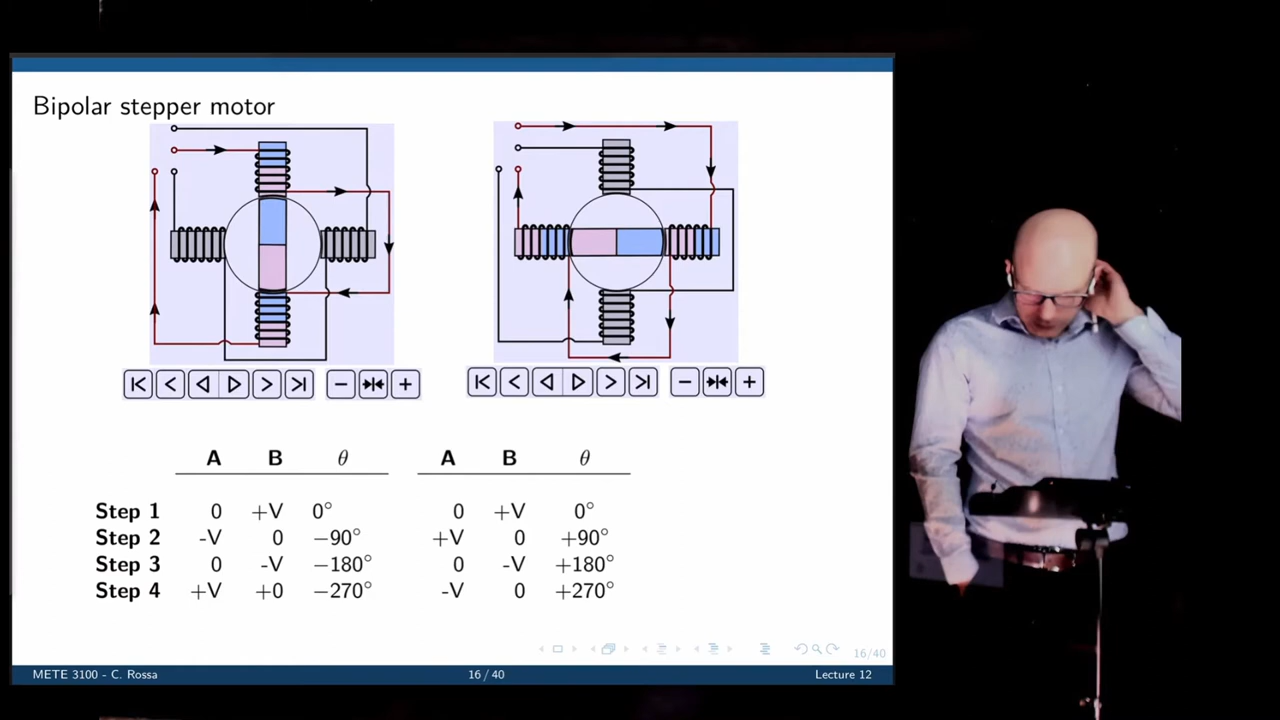 Bipolar stepper motor
A B θ A B θ
Step 1 0 +V 0° 0 +V 0°
Step 2 -V 0 −90° +V 0 +90°
Step 3 0 -V −180° 0 -V +180°
Step 4 +V +0 −270° -V 0 +270°
16/40
METE 3100 - C. Rossa 16 / 40 Lecture 12